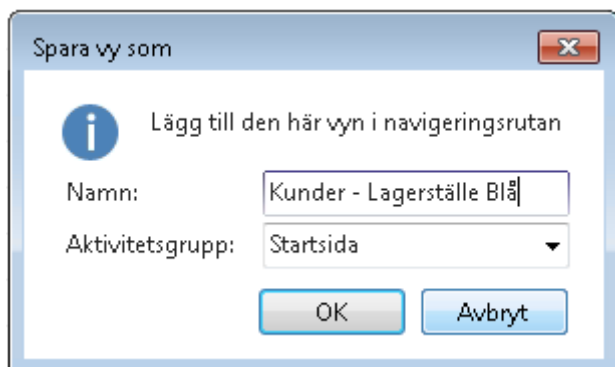 Spara vy som
Lägg till den här vyn i navigeringsrutan
Namn: Kunder - Lagerställe Blå
Aktivitetsgrupp: Startsida
OK Avbryt